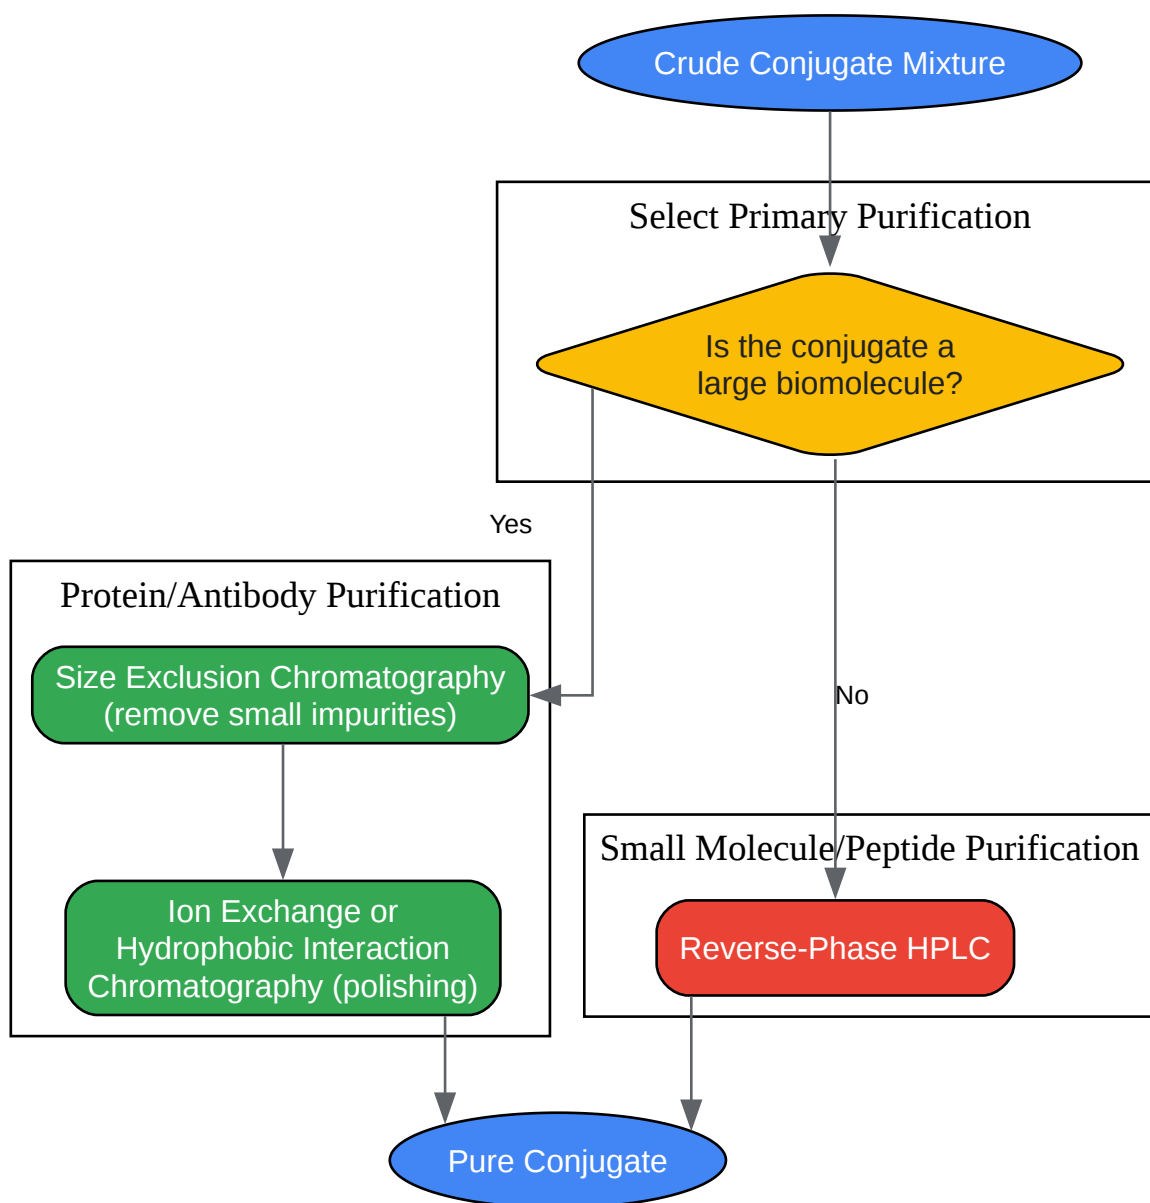 Crude Conjugate Mixture
Select Primary Purification
Is the conjugate a
large biomolecule?
Yes
Protein/Antibody Purification
Size Exclusion Chromatography
(remove small impurities)
No
Small Molecule/Peptide Purification
Ion Exchange or
Hydrophobic Interaction
Chromatography (polishing)
Reverse-Phase HPLC
Pure Conjugate